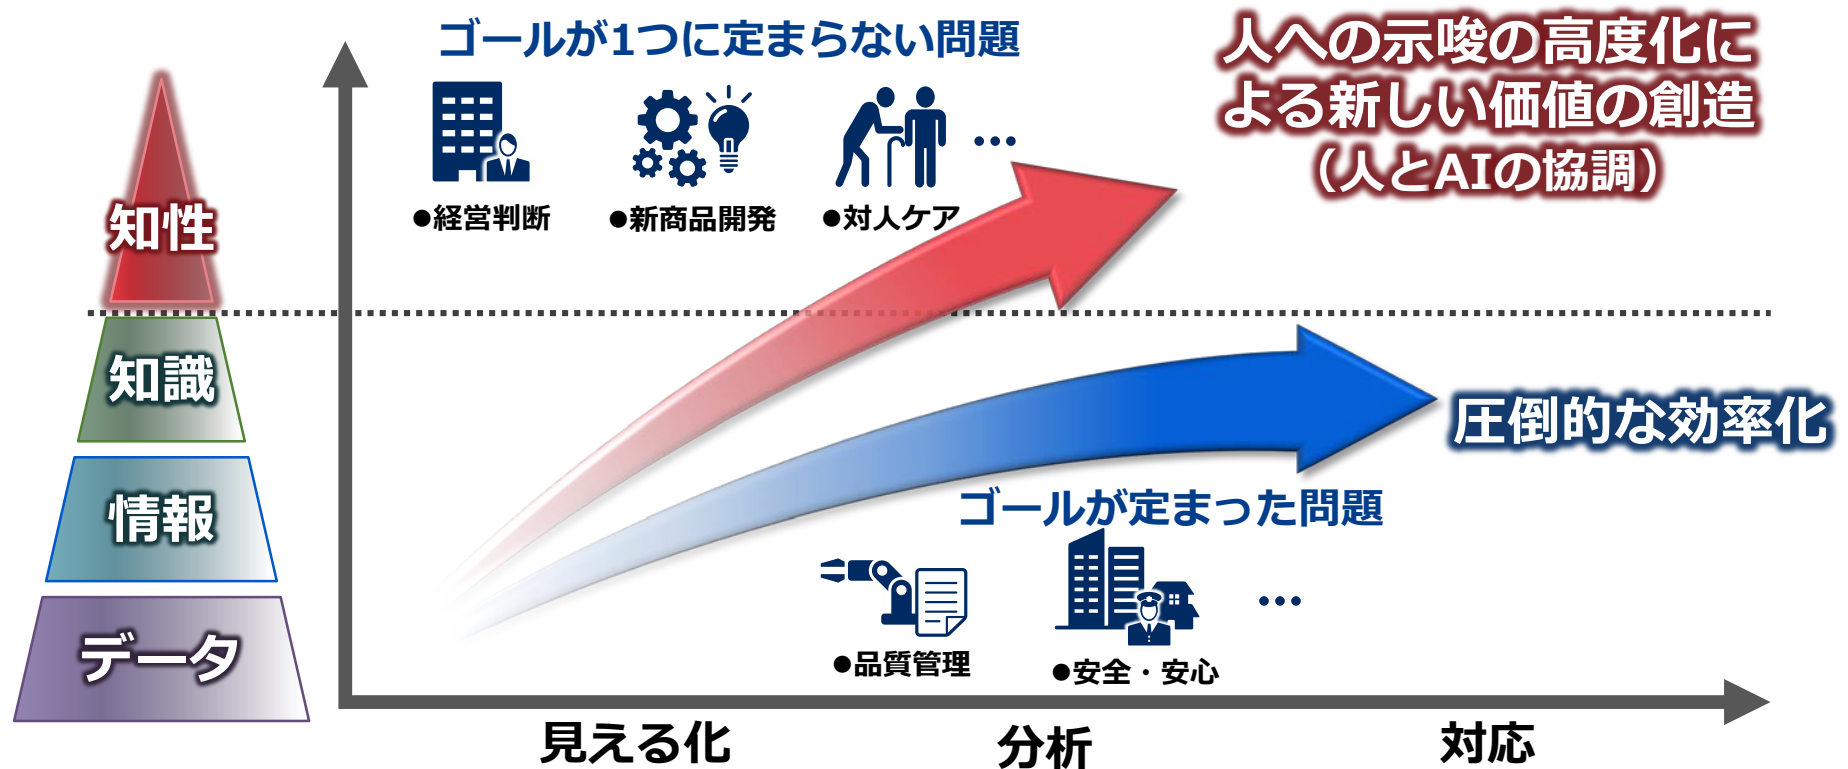 ゴールが1つに定まらない問題
●経営判断
●新商品開発
●対人ケア
…
人への示唆の高度化に
よる新しい価値の創造
（人とAIの協調）
知性
知識
情報
データ
圧倒的な効率化
ゴールが定まった問題
●品質管理
●安全・安心
…
見える化
分析
対応